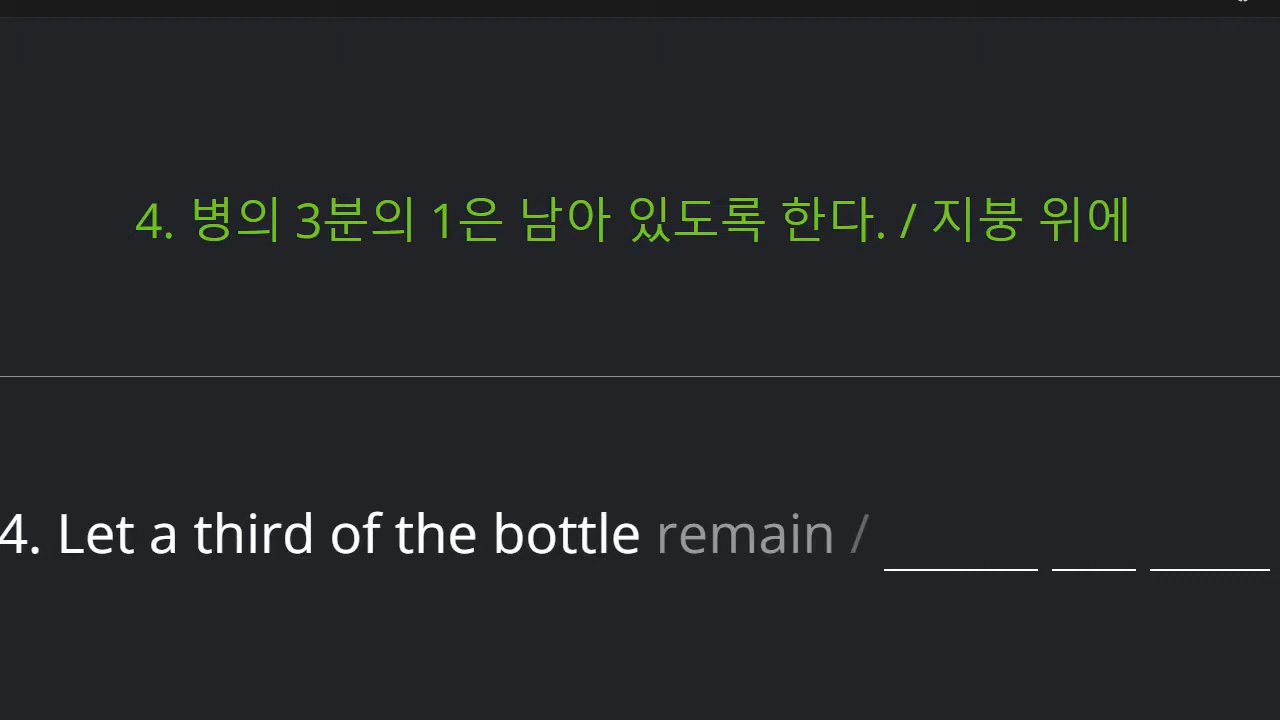 4. 병의 3분의 1은 남아 있도록 한다. / 지붕 위에
4. Let a third of the bottle remain /